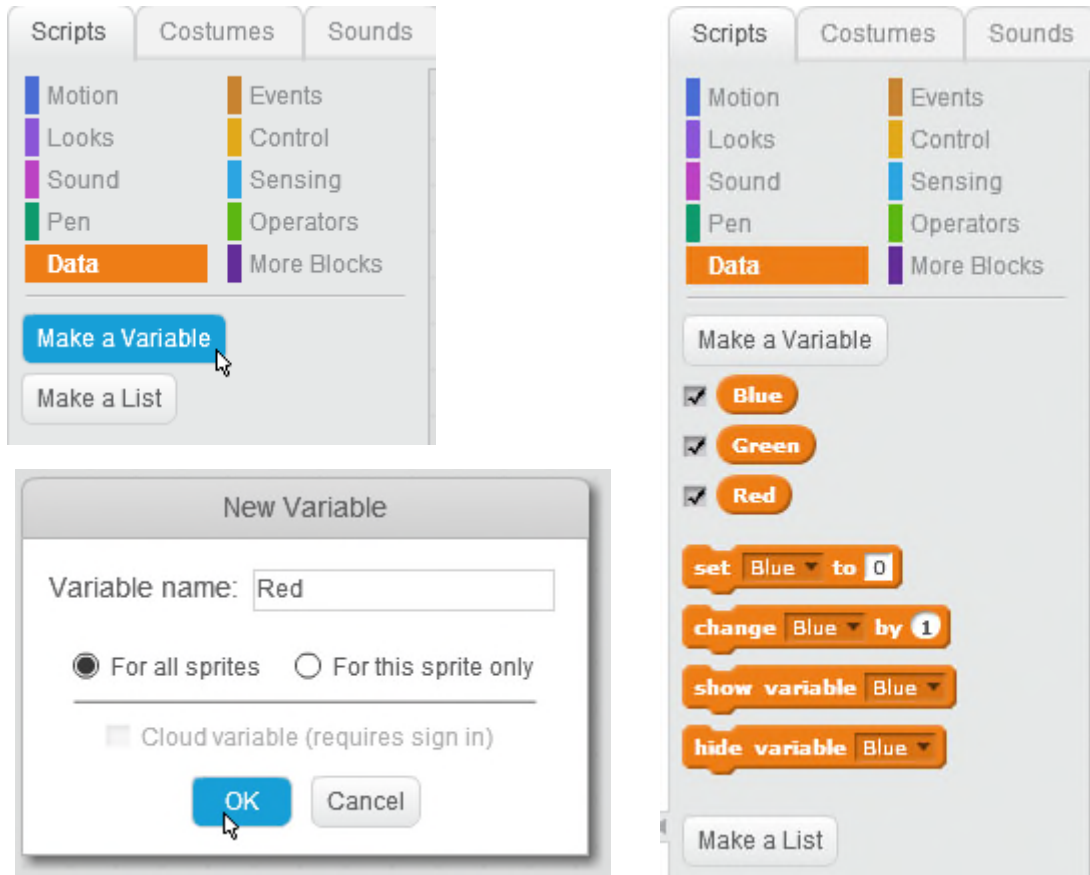 Scripts Costumes Sounds
Motion Events
Looks Control
Sound Sensing
Pen Operators
Data More Blocks
Make a Variable
Make a List
New Variable
Variable name: Red
For all sprites For this sprite only
Cloud variable (requires sign in)
OK Cancel
Scripts Costumes Sounds
Motion Events
Looks Control
Sound Sensing
Pen Operators
Data More Blocks
Make a Variable
Blue
Green
Red
set Blue to 0
change Blue by 1
show variable Blue
hide variable Blue
Make a List